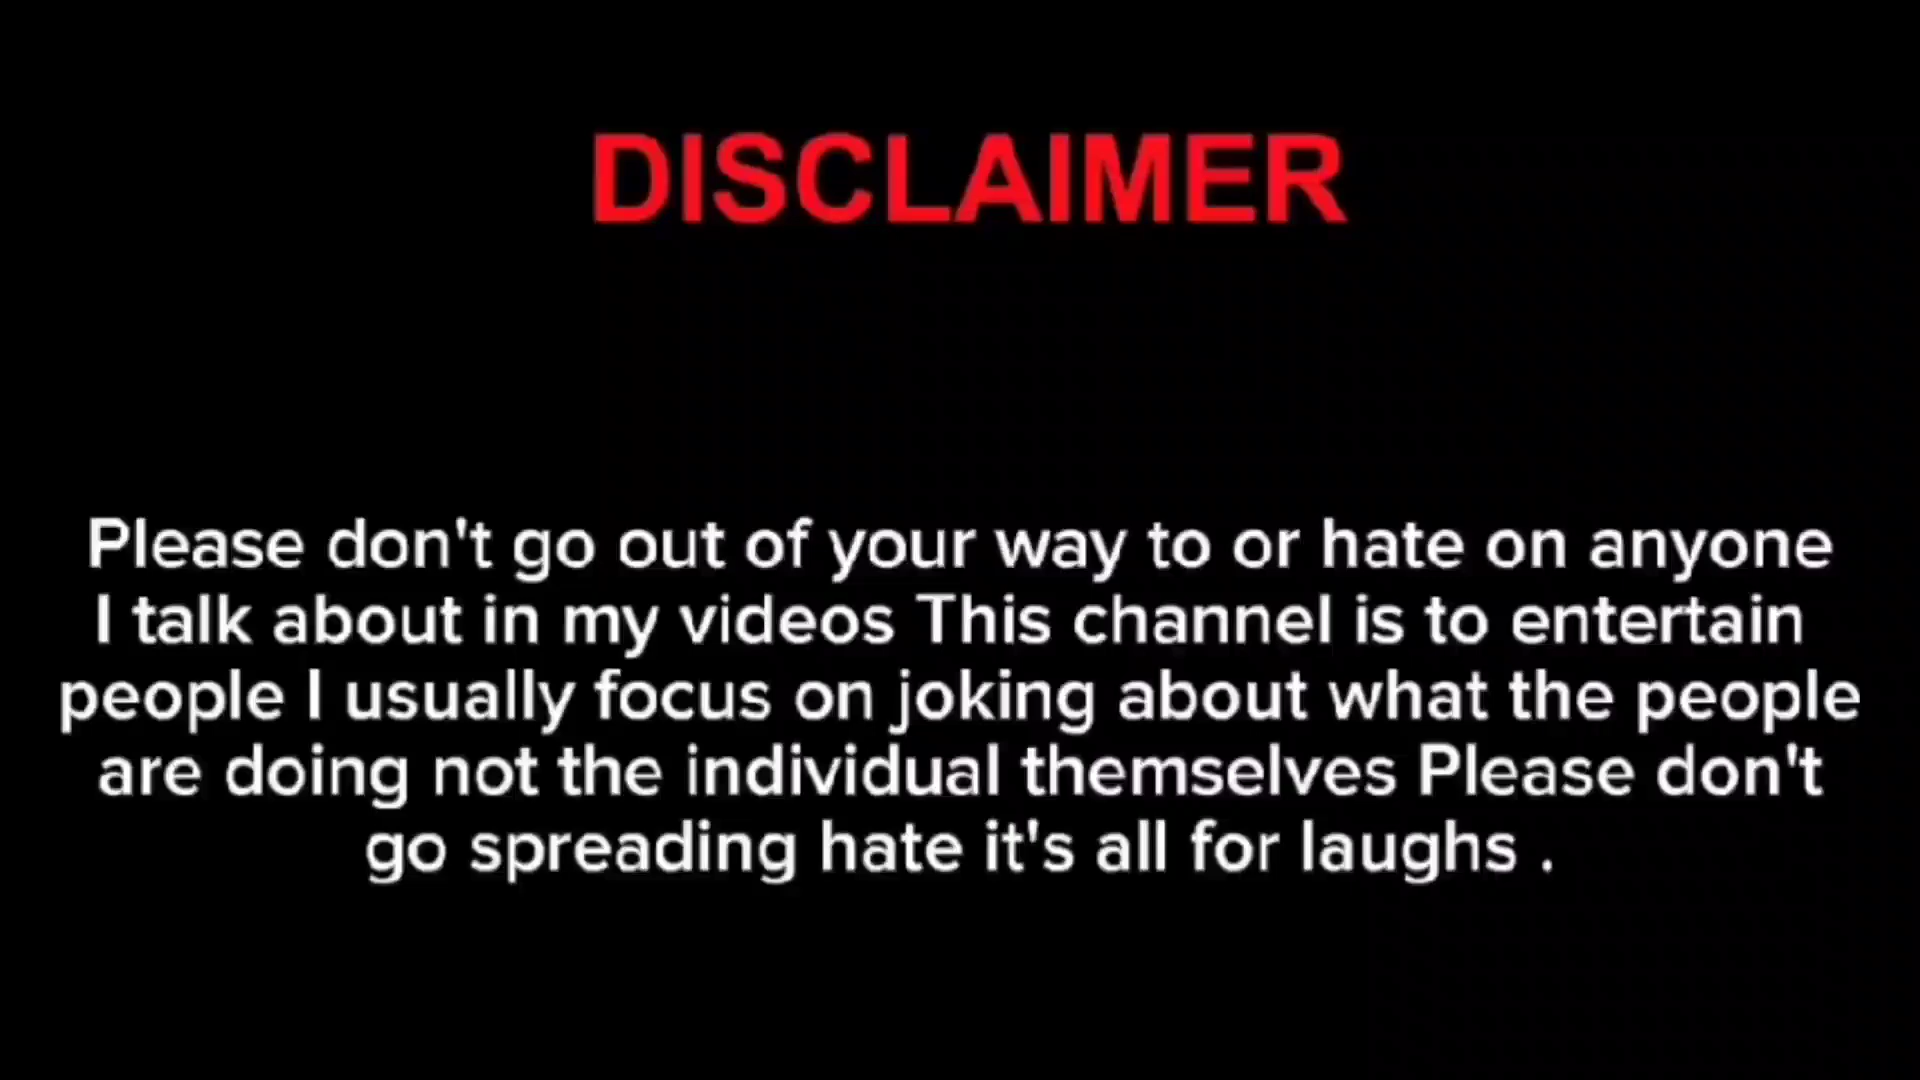 DISCLAIMER
Please don't go out of your way to or hate on anyone
I talk about in my videos This channel is to entertain
people I usually focus on joking about what the people
are doing not the individual themselves Please don't
go spreading hate it's all for laughs .